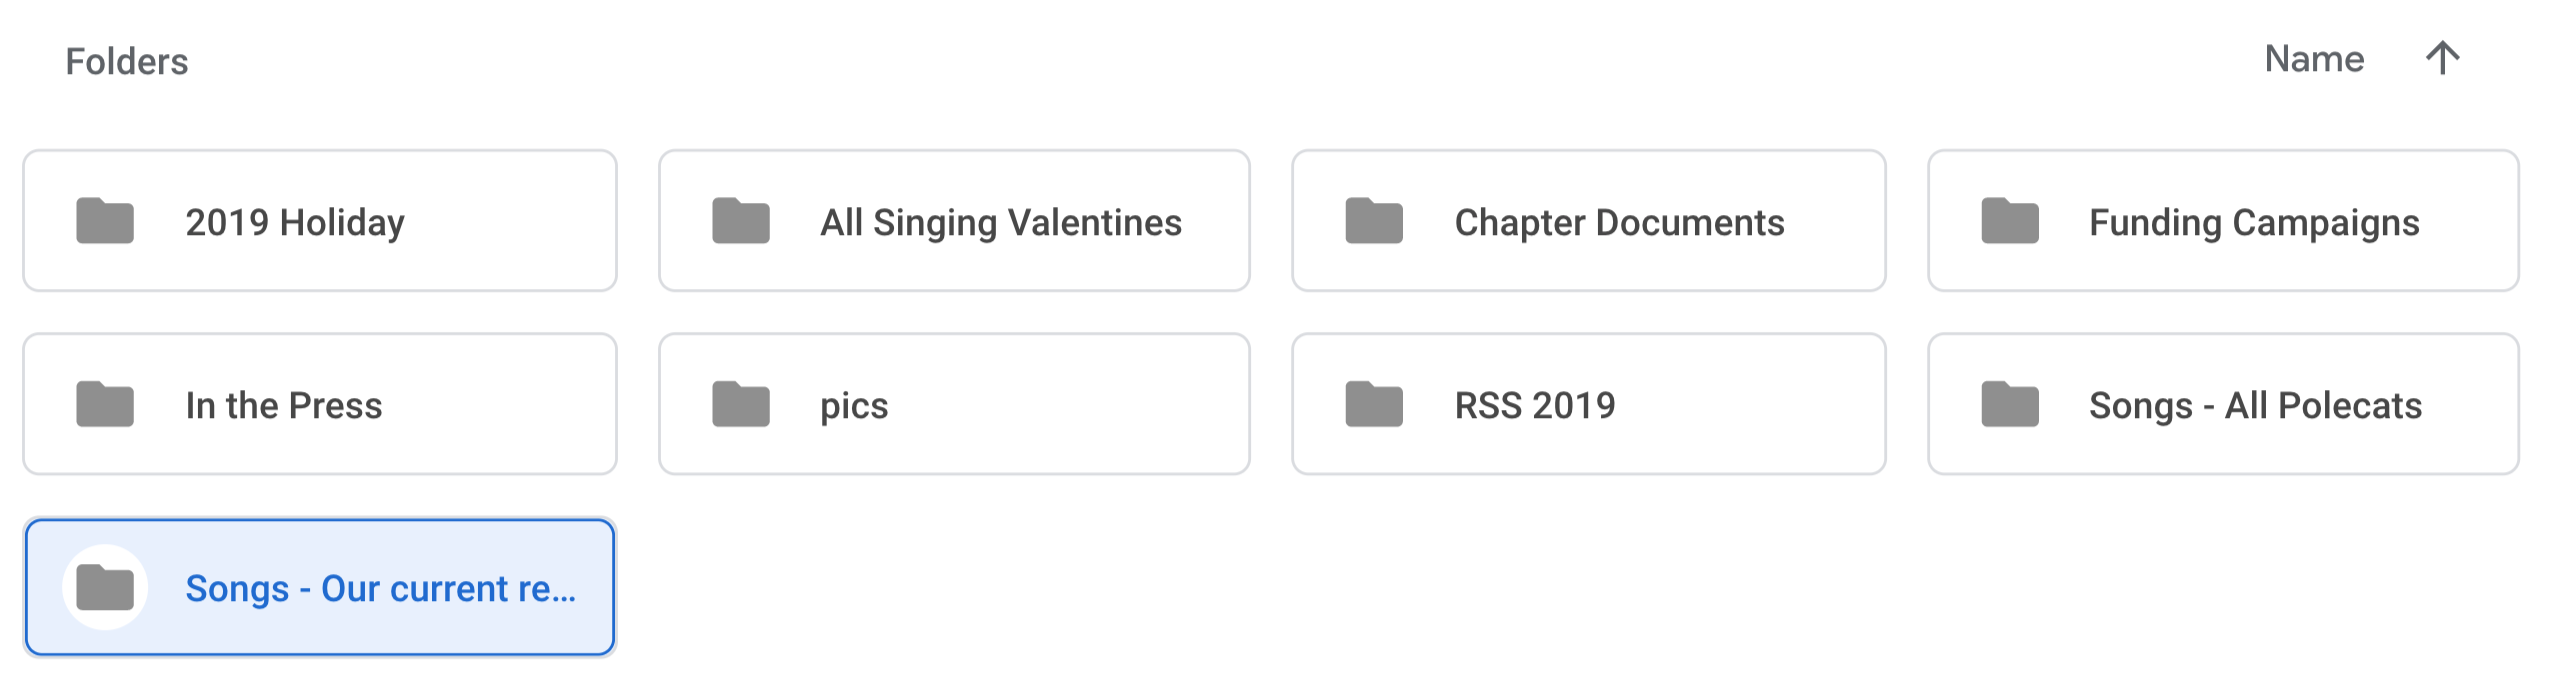 Folders
Name
2019 Holiday
All Singing Valentines
Chapter Documents
Funding Campaigns
In the Press
pics
RSS 2019
Songs - All Polecats
Songs - Our current re...